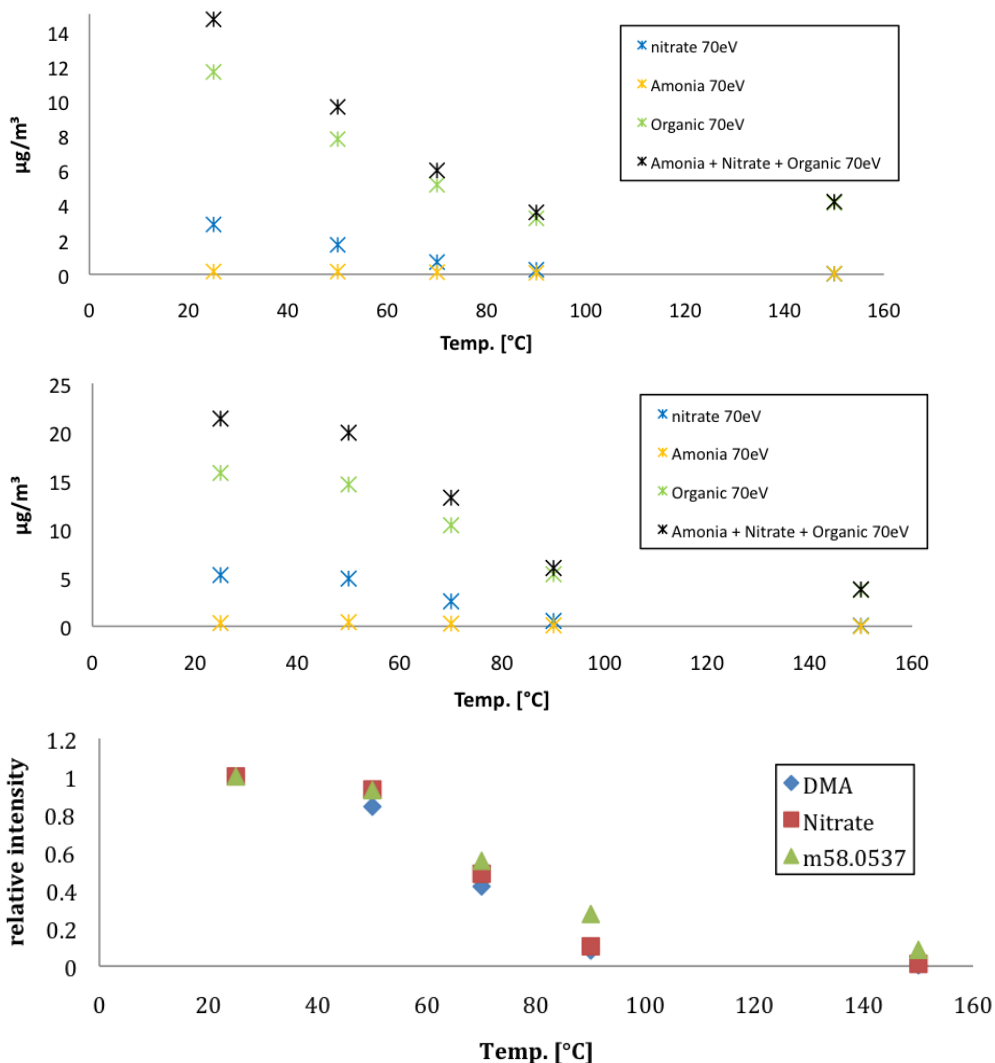 14
12
10
8
6
4
2
0
µg/m³
nitrate 70eV
Amonia 70eV
Organic 70eV
Amonia + Nitrate + Organic 70eV
0 20 40 60 80 100 120 140 160
Temp. [°C]
25
20
15
10
5
0
µg/m³
nitrate 70eV
Amonia 70eV
Organic 70eV
Amonia + Nitrate + Organic 70eV
0 20 40 60 80 100 120 140 160
Temp. [°C]
1.2
1
0.8
0.6
0.4
0.2
0
relative intensity
DMA
Nitrate
m58.0537
0 20 40 60 80 100 120 140 160
Temp. [°C]